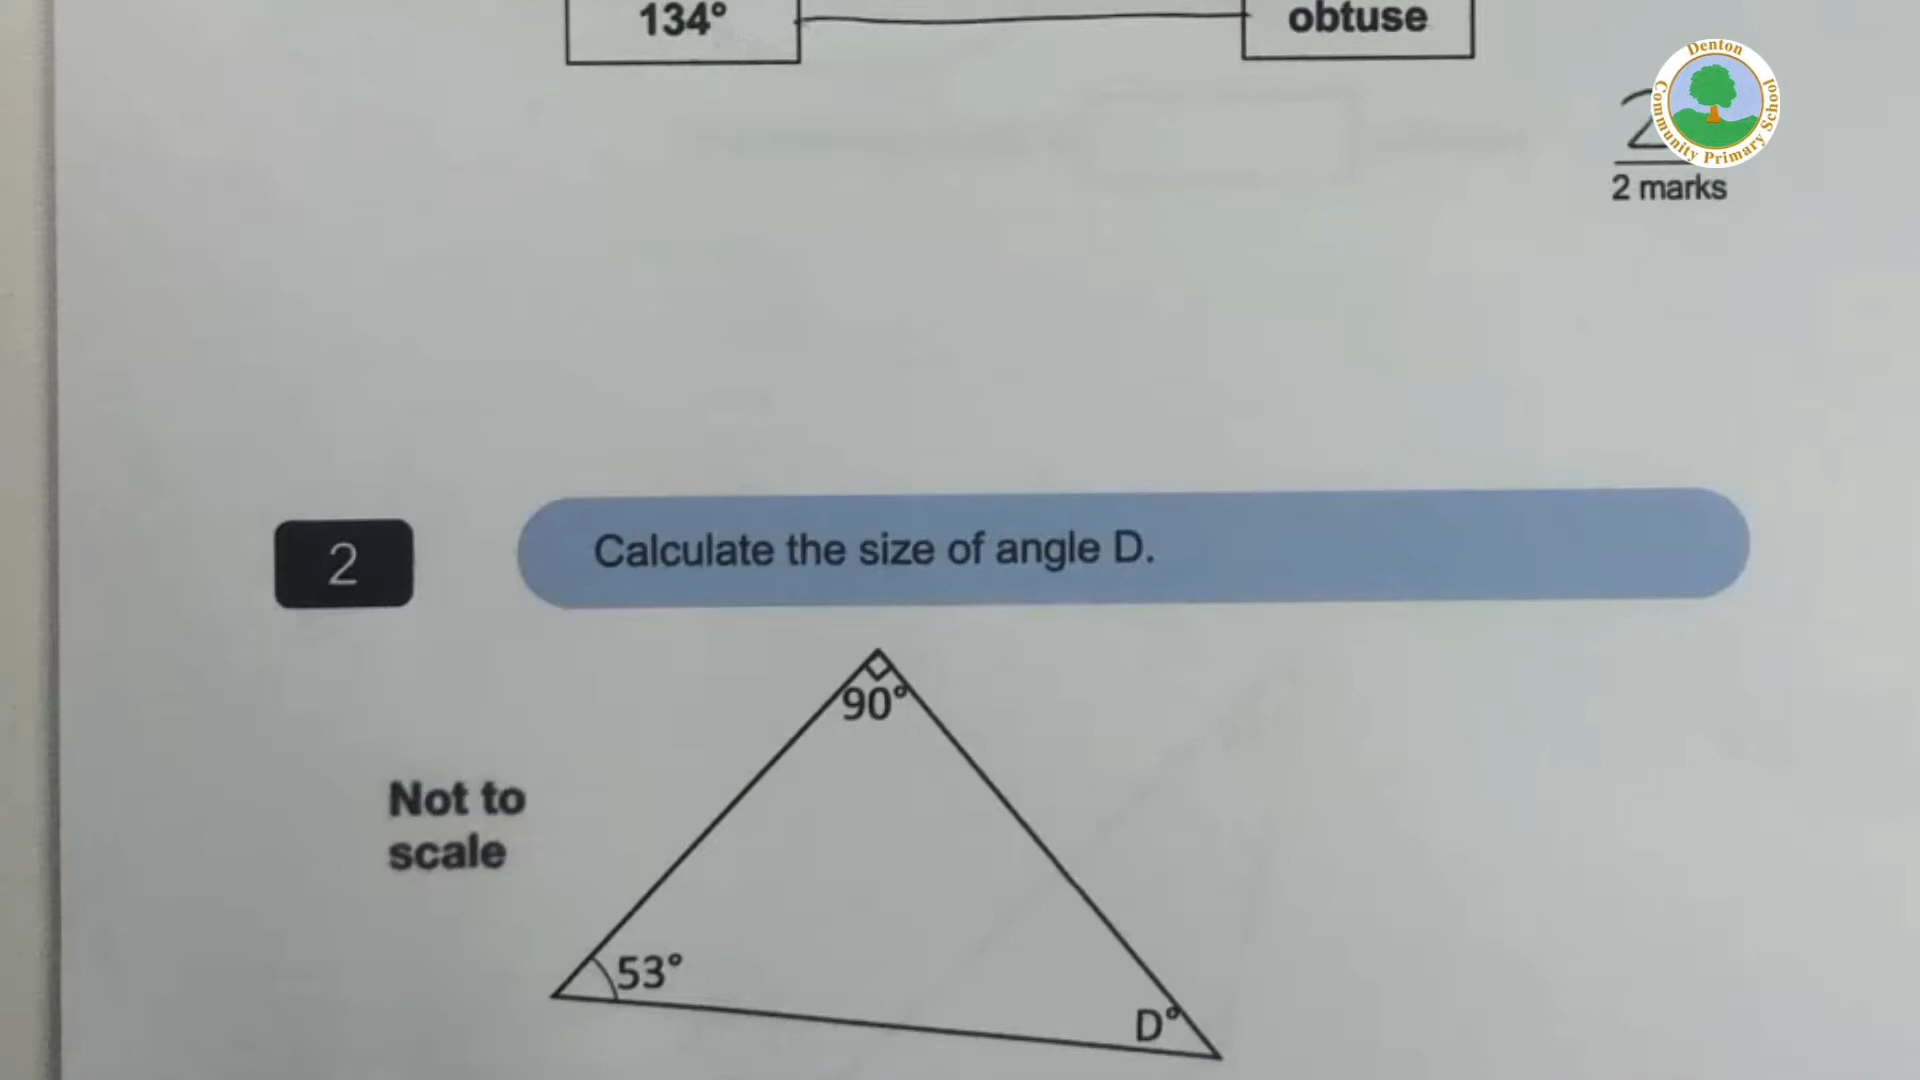 134°
obtuse
Denton
Community Primary School
2
2 marks
2
Calculate the size of angle D.
90°
Not to
scale
53°
D°